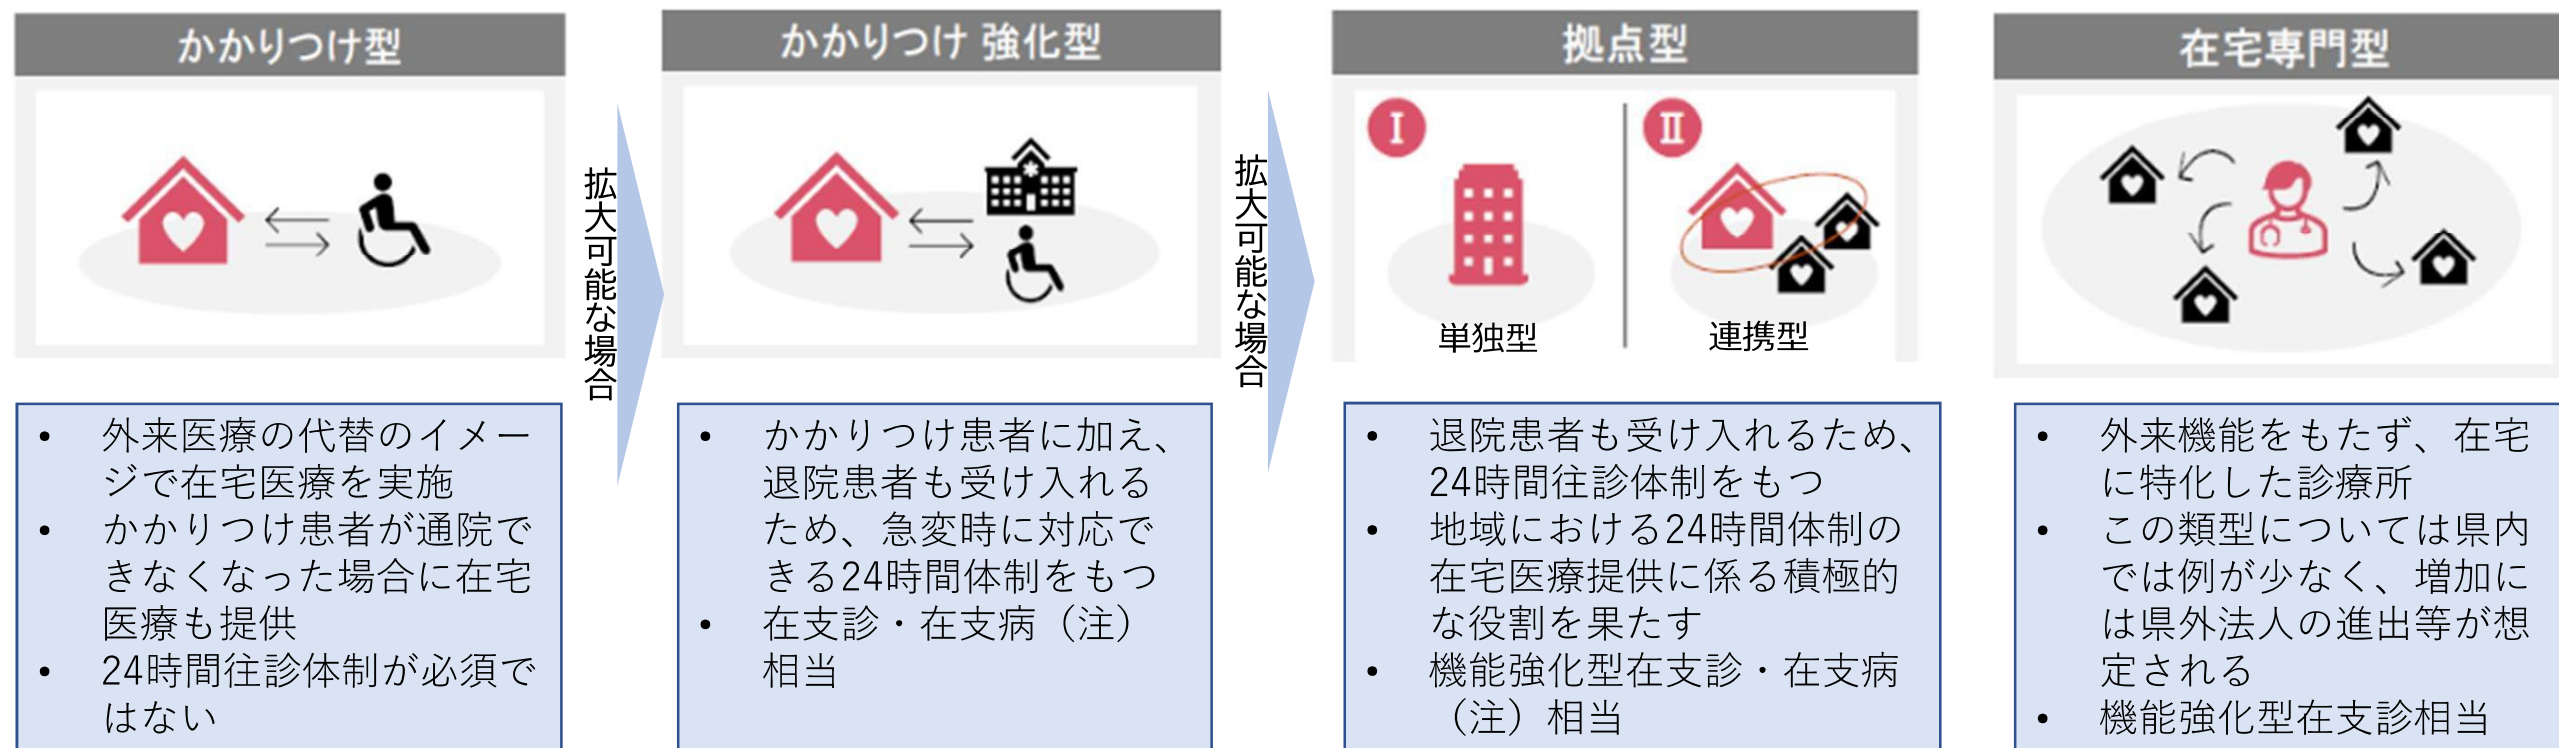 かかりつけ型
外来医療の代替のイメー
ジで在宅医療を実施
かかりつけ患者が通院で
きなくなった場合に在宅
医療も提供
24時間往診体制が必須で
はない
拡大可能な場合
かかりつけ 強化型
かかりつけ患者に加え、
退院患者も受け入れる
ため、急変時に対応で
きる24時間体制をもつ
在支診・在支病（注）
相当
拡大可能な場合
拠点型
I
単独型
II
連携型
退院患者も受け入れるため、
24時間往診体制をもつ
地域における24時間体制の
在宅医療提供に係る積極的
な役割を果たす
機能強化型在支診・在支病
（注）相当
在宅専門型
外来機能をもたず、在宅
に特化した診療所
この類型については県内
では例が少なく、増加に
は県外法人の進出等が想
定される
機能強化型在支診相当